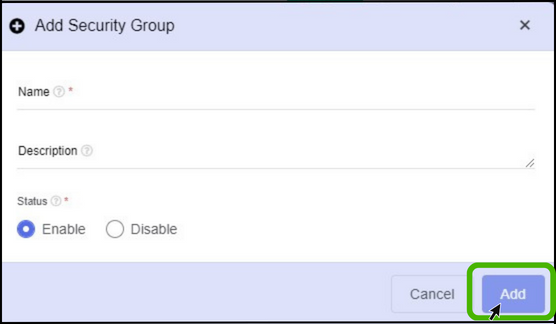 Add Security Group
Name *
Description
Status *
Enable Disable
Cancel Add